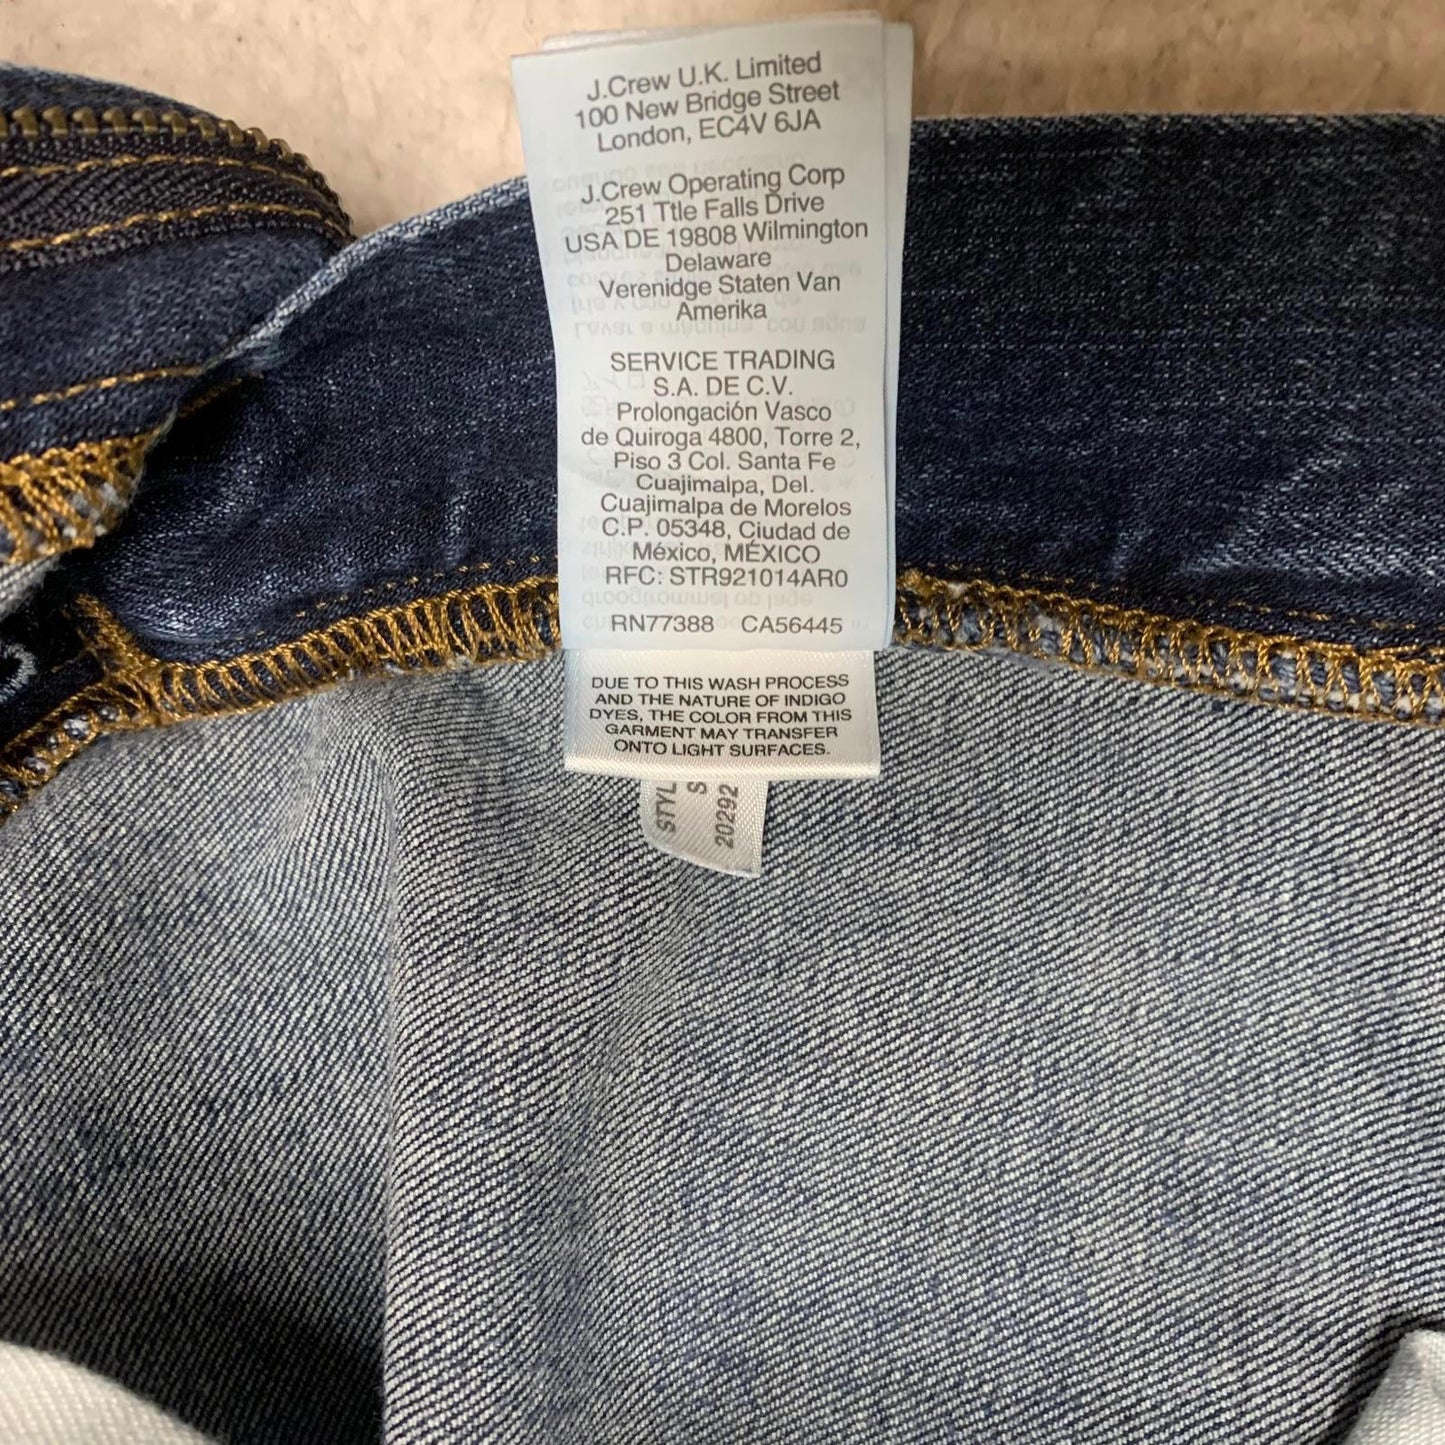 J.Crew U.K. Limited
100 New Bridge Street
London, EC4V 6JA
J.Crew Operating Corp
251 Ttle Falls Drive
USA DE 19808 Wilmington
Delaware
Verenidge Staten Van
Amerika
SERVICE TRADING
S.A. DE C.V.
Prolongación Vasco
de Quiroga 4800, Torre 2,
Piso 3 Col. Santa Fe
Cuajimalpa, Del.
Cuajimalpa de Morelos
C.P. 05348, Ciudad de
México, MÉXICO
RFC: STR921014AR0
RN77388 CA56445
DUE TO THIS WASH PROCESS
AND THE NATURE OF INDIGO
DYES, THE COLOR FROM THIS
GARMENT MAY TRANSFER
ONTO LIGHT SURFACES.
STYL
S
20292